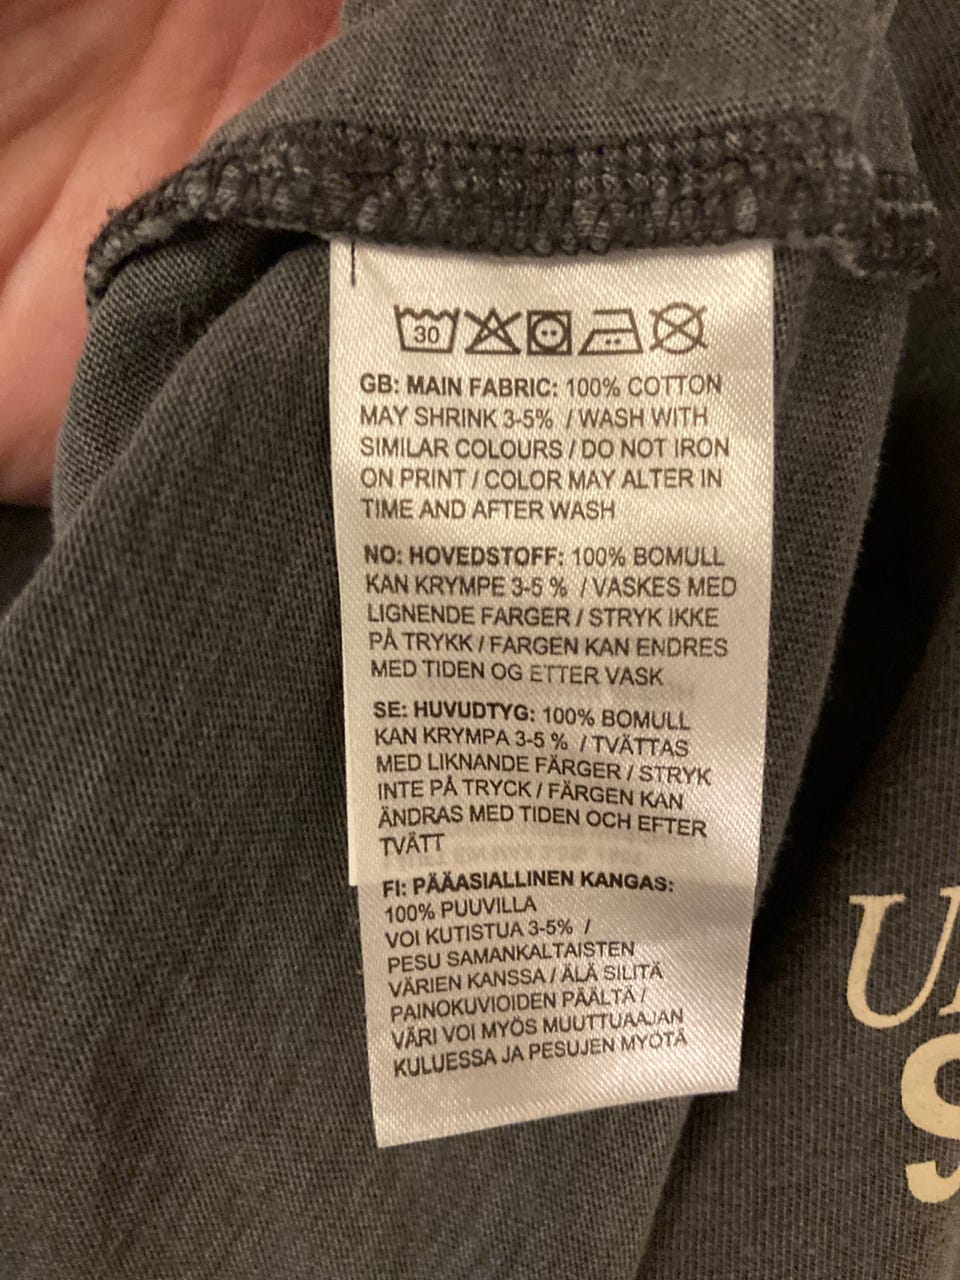 30
GB: MAIN FABRIC: 100% COTTON
MAY SHRINK 3-5% / WASH WITH
SIMILAR COLOURS / DO NOT IRON
ON PRINT / COLOR MAY ALTER IN
TIME AND AFTER WASH
NO: HOVEDSTOFF: 100% BOMULL
KAN KRYMPE 3-5 % / VASKES MED
LIGNENDE FARGER / STRYK IKKE
PÅ TRYKK / FARGEN KAN ENDRES
MED TIDEN OG ETTER VASK
SE: HUVUDTYG: 100% BOMULL
KAN KRYMPA 3-5 % / TVÄTTAS
MED LIKNANDE FÄRGER / STRYK
INTE PÅ TRYCK / FÄRGEN KAN
ÄNDRAS MED TIDEN OCH EFTER
TVÄTT
FI: PÄÄASIALLINEN KANGAS:
100% PUUVILLA
VOI KUTISTUA 3-5% /
PESU SAMANKALTAISTEN
VÄRIEN KANSSA / ÄLÄ SILITÄ
PAINOKUVIOIDEN PÄÄLTÄ /
VÄRI VOI MYÖS MUUTTUAAJAN
KULUESSA JA PESUJEN MYÖTÄ